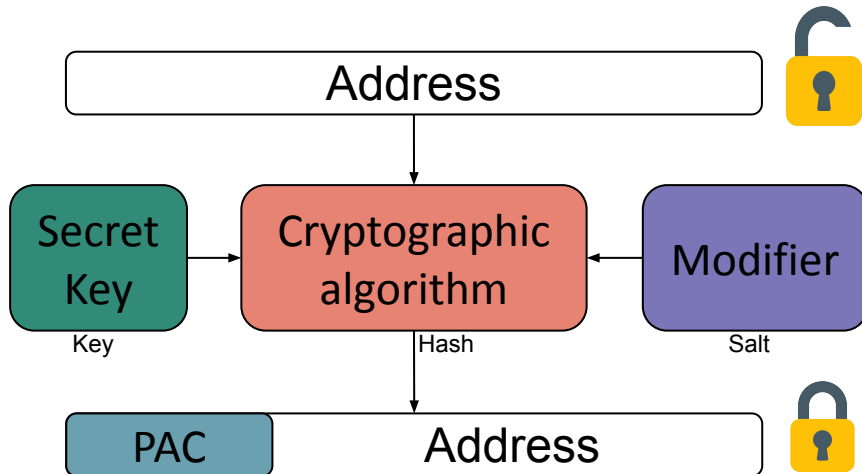 Address
Secret
Key
Cryptographic
algorithm
Modifier
Key
Hash
Salt
PAC
Address